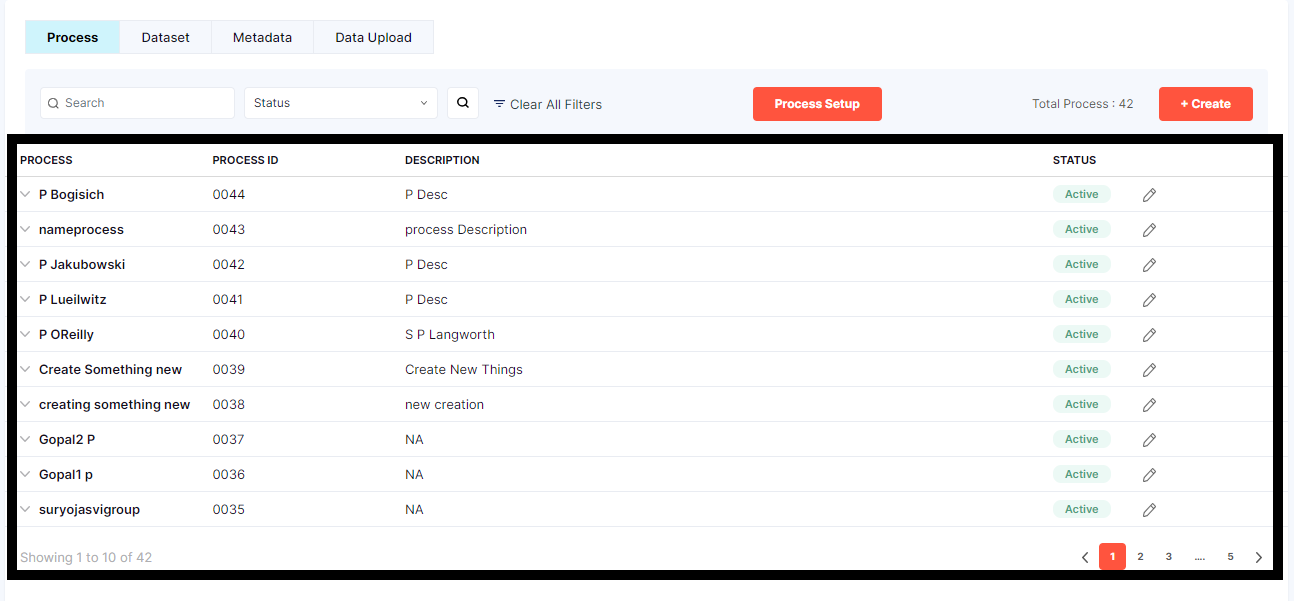 Process Dataset Metadata Data Upload
Search Status Clear All Filters Process Setup Total Process : 42 + Create
PROCESS PROCESS ID DESCRIPTION STATUS
P Bogisich 0044 P Desc Active
nameprocess 0043 process Description Active
P Jakubowski 0042 P Desc Active
P Lueilwitz 0041 P Desc Active
P OReilly 0040 S P Langworth Active
Create Something new 0039 Create New Things Active
creating something new 0038 new creation Active
Gopal2 P 0037 NA Active
Gopal1 p 0036 NA Active
suryojasvigroup 0035 NA Active
Showing 1 to 10 of 42 1 2 3 .... 5